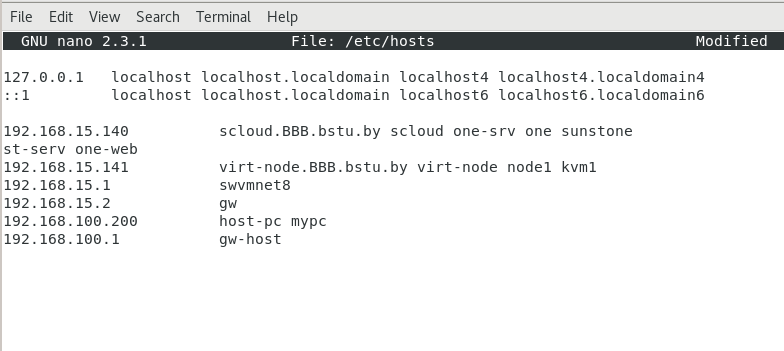 File Edit View Search Terminal Help
GNU nano 2.3.1 File: /etc/hosts Modified
127.0.0.1 localhost localhost.localdomain localhost4 localhost4.localdomain4
::1 localhost localhost.localdomain localhost6 localhost6.localdomain6
192.168.15.140 scloud.BBB.bstu.by scloud one-srv one sunstone
st-serv one-web
192.168.15.141 virt-node.BBB.bstu.by virt-node node1 kvm1
192.168.15.1 swvmnet8
192.168.15.2 gw
192.168.100.200 host-pc mypc
192.168.100.1 gw-host